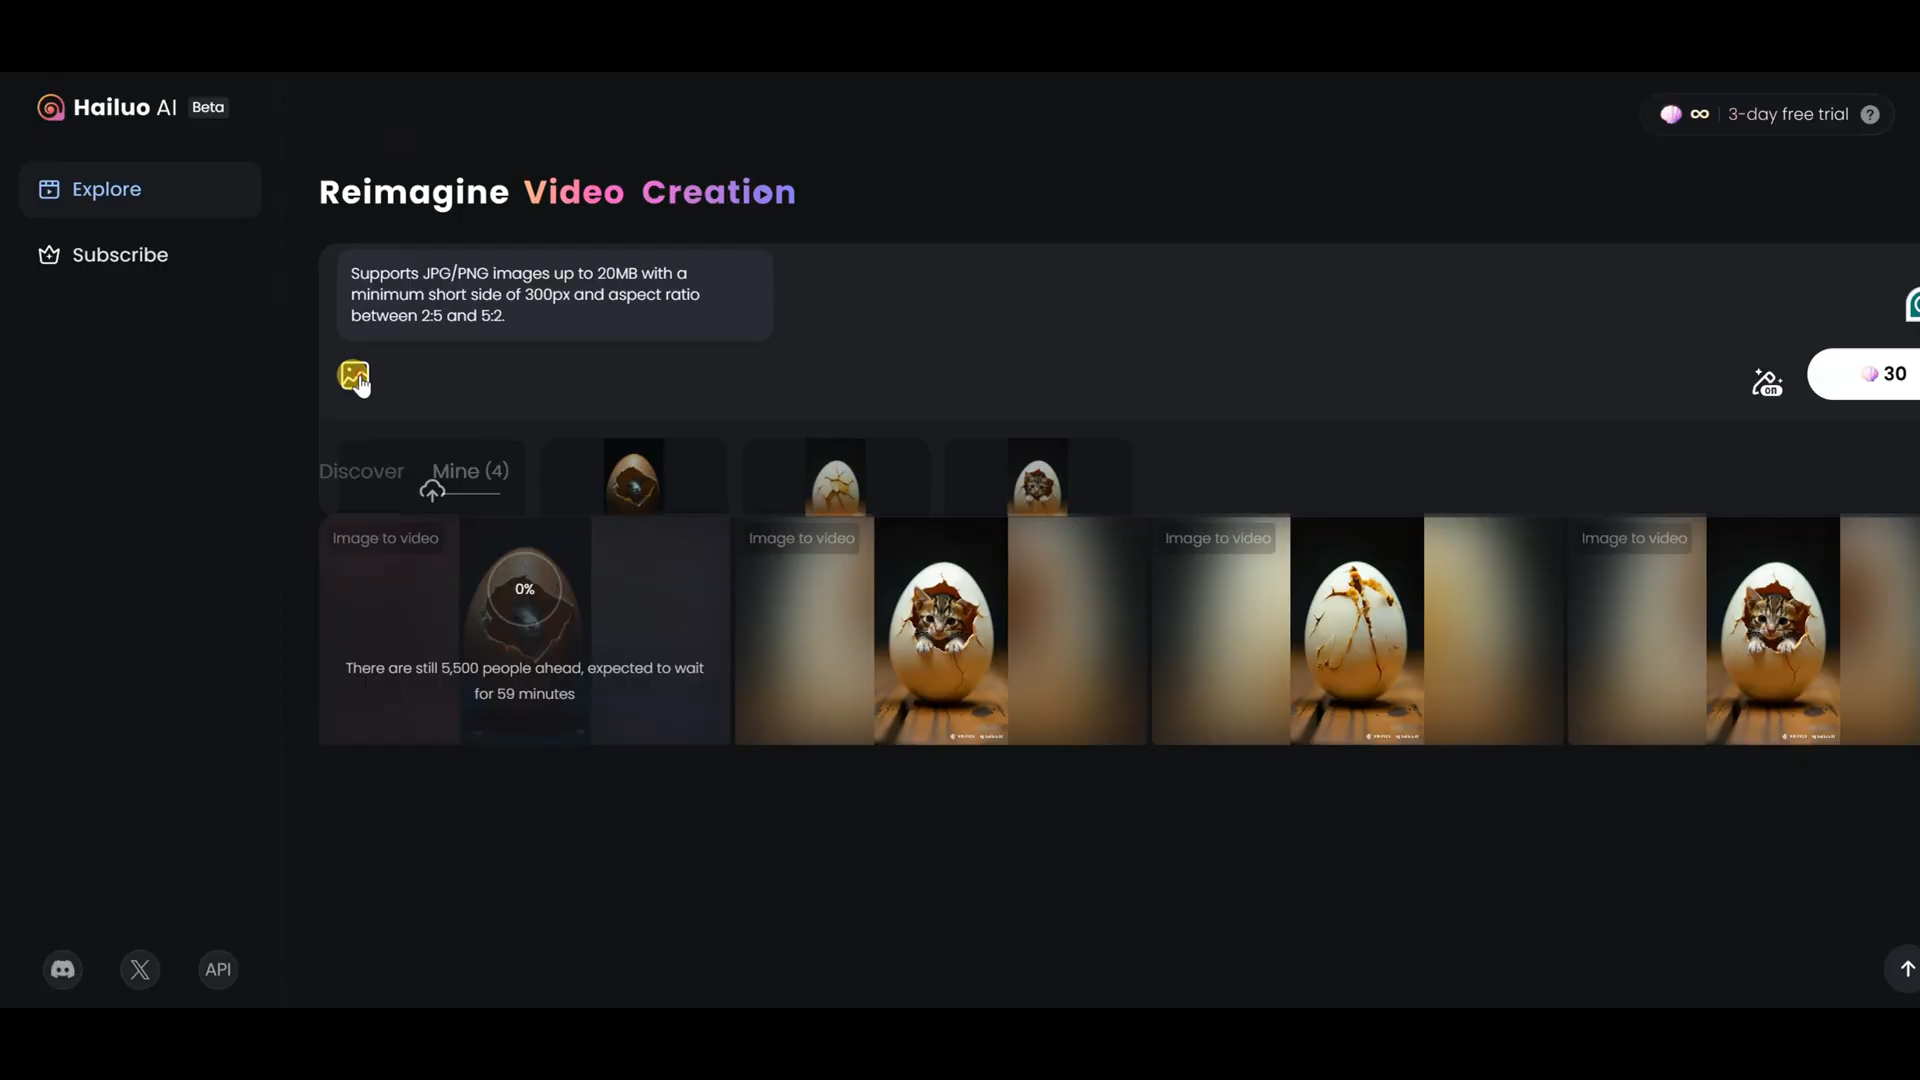 Hailuo AI Beta
3-day free trial ?
Explore
Subscribe
Reimagine Video Creation
Supports JPG/PNG images up to 20MB with a
minimum short side of 300px and aspect ratio
between 2:5 and 5:2.
on
30
Discover Mine (4)
Image to video
0%
There are still 5,500 people ahead, expected to wait
for 59 minutes
Image to video
Image to video
Image to video
API